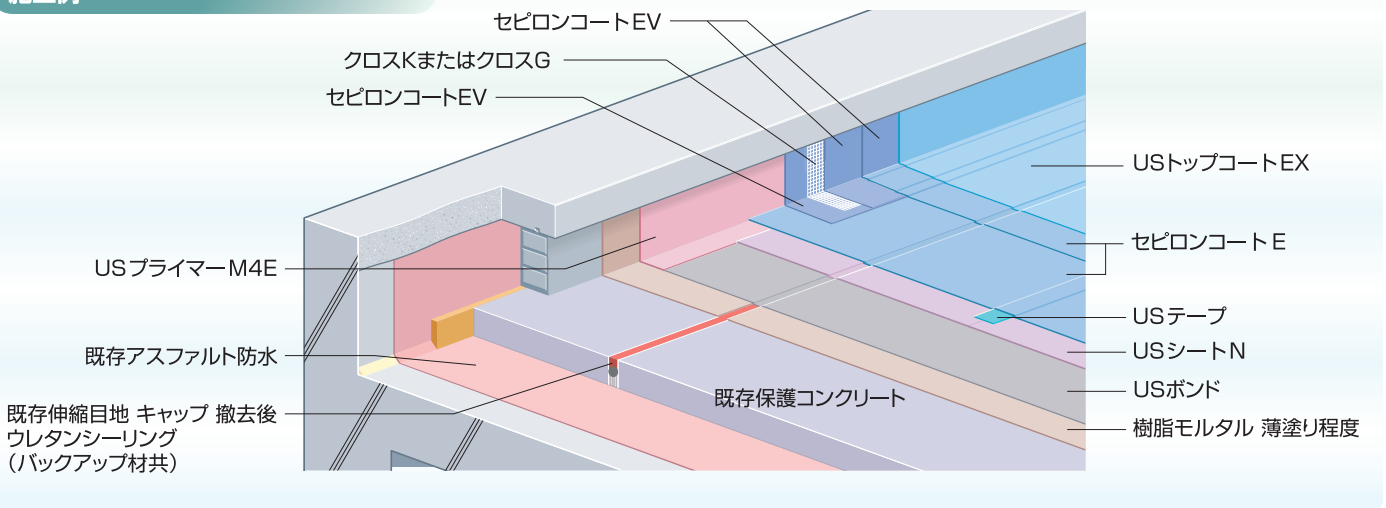 セピロンコートEV
クロスKまたはクロスG
セピロンコートEV
USトップコートEX
セピロンコートE
USプライマーM4E
USテープ
USシートN
既存アスファルト防水
USボンド
既存保護コンクリート
既存伸縮目地 キャップ 撤去後
ウレタンシーリング
（バックアップ材共）
樹脂モルタル 薄塗り程度